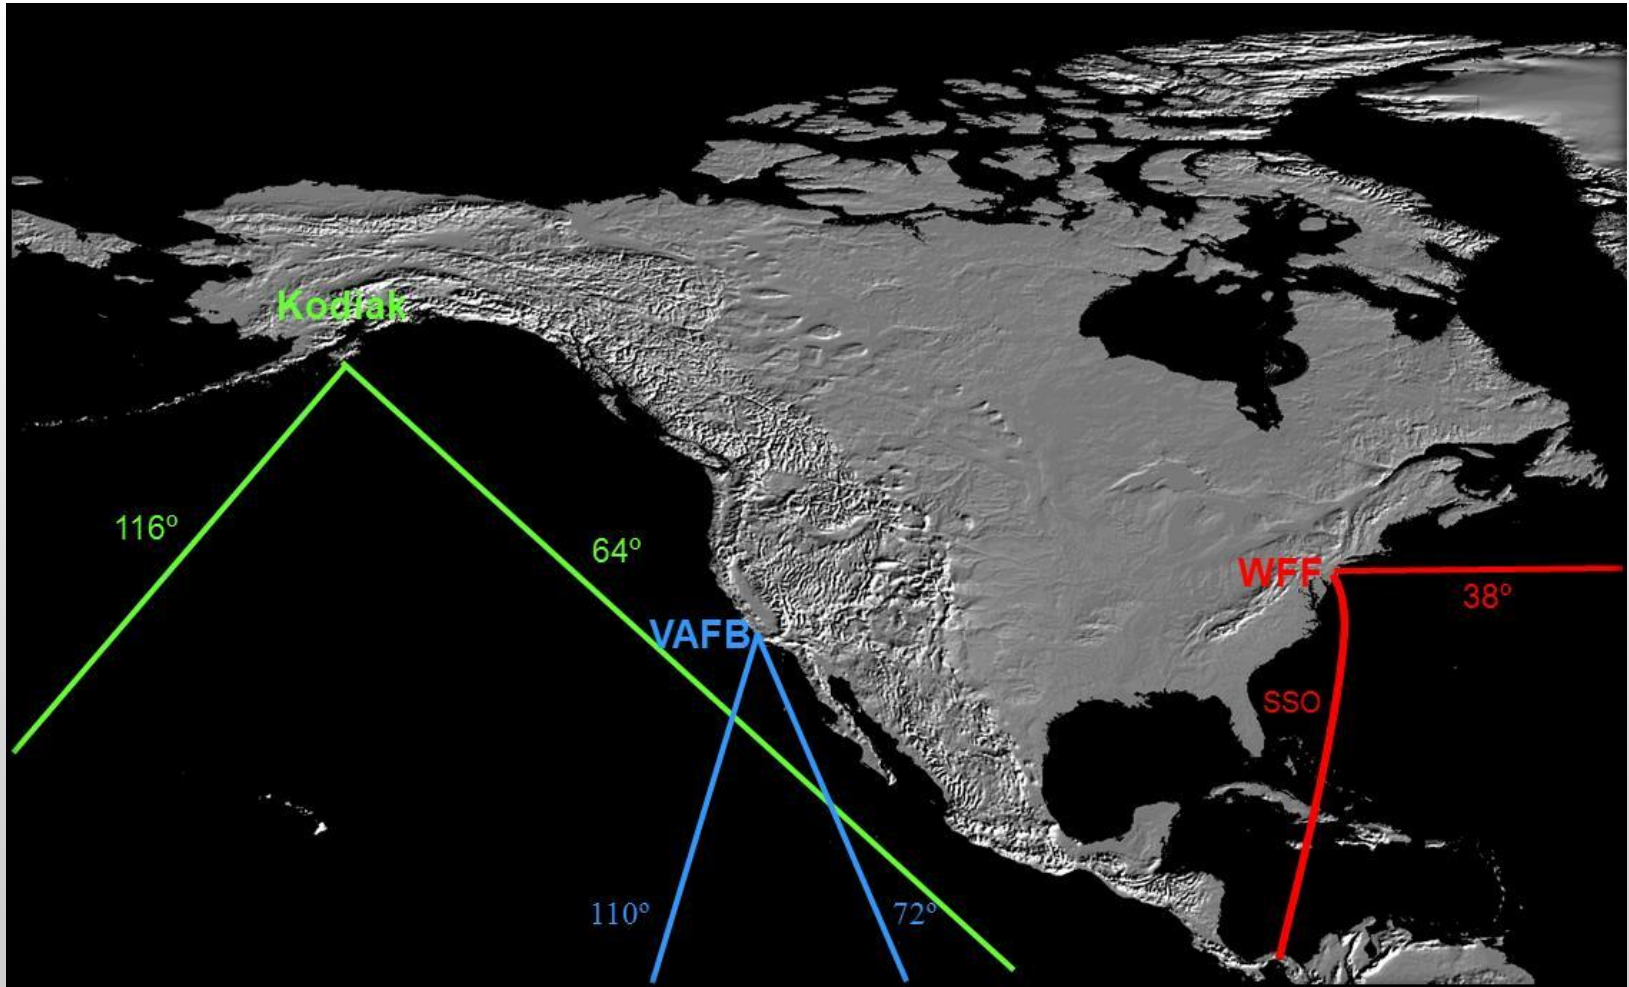 Kodiak
116º
64º
WFF
38º
VAFB
SSO
110º
72º